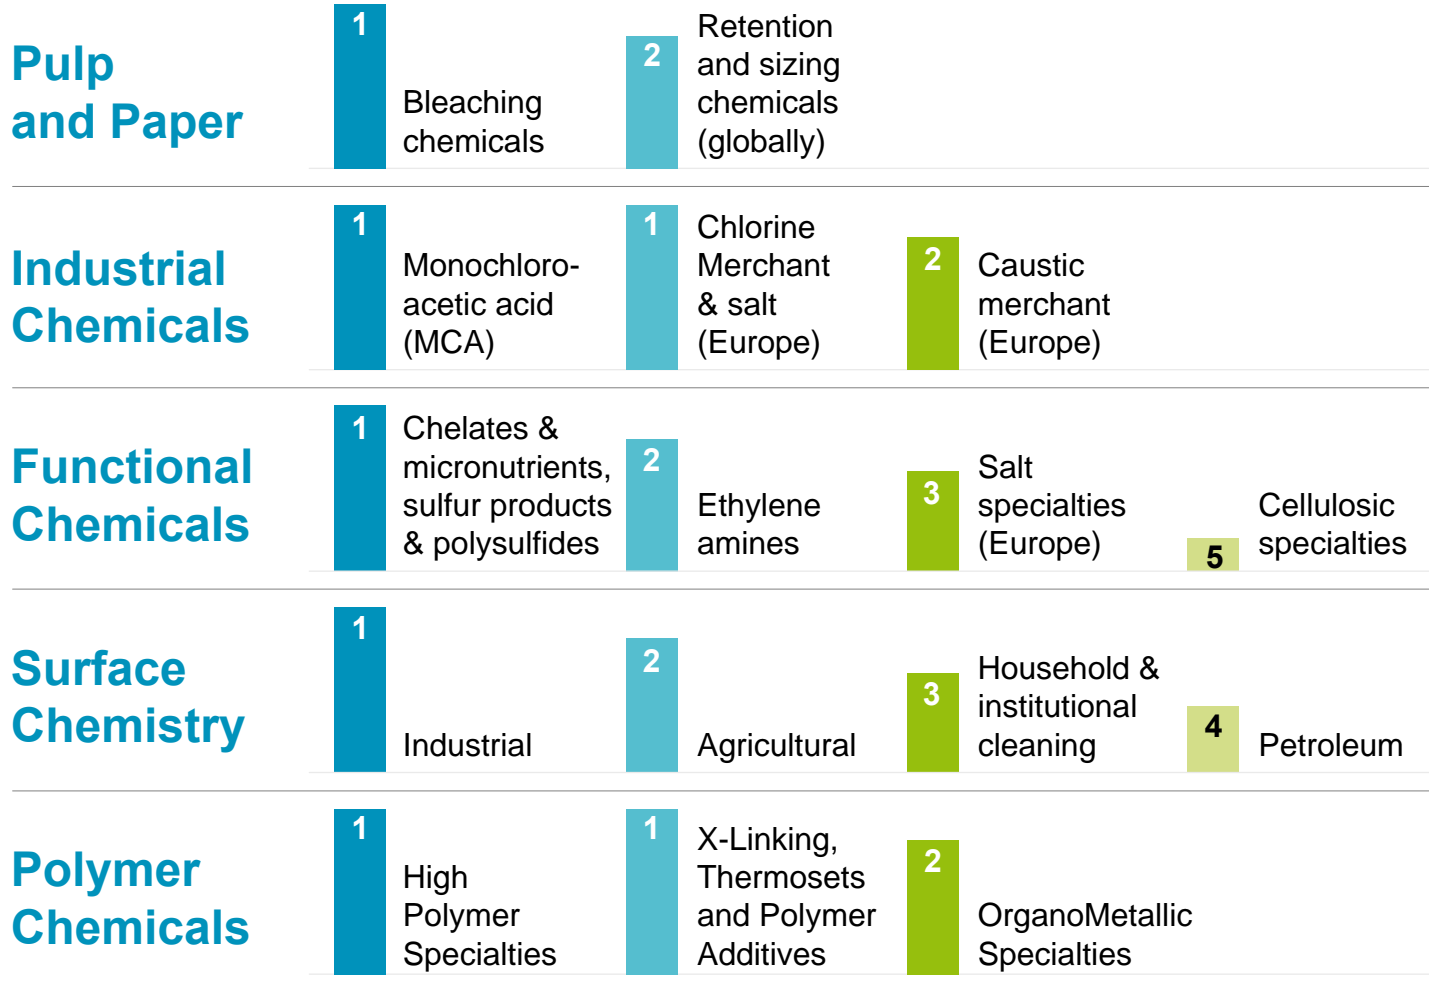 Pulp
and Paper
1
Bleaching
chemicals
2
Retention
and sizing
chemicals
(globally)
Industrial
Chemicals
1
Monochloro-
acetic acid
(MCA)
1
Chlorine
Merchant
& salt
(Europe)
2
Caustic
merchant
(Europe)
Functional
Chemicals
1
Chelates &
micronutrients,
sulfur products
& polysulfides
2
Ethylene
amines
3
Salt
specialties
(Europe)
5
Cellulosic
specialties
Surface
Chemistry
1
Industrial
2
Agricultural
3
Household &
institutional
cleaning
4
Petroleum
Polymer
Chemicals
1
High
Polymer
Specialties
1
X-Linking,
Thermosets
and Polymer
Additives
2
OrganoMetallic
Specialties